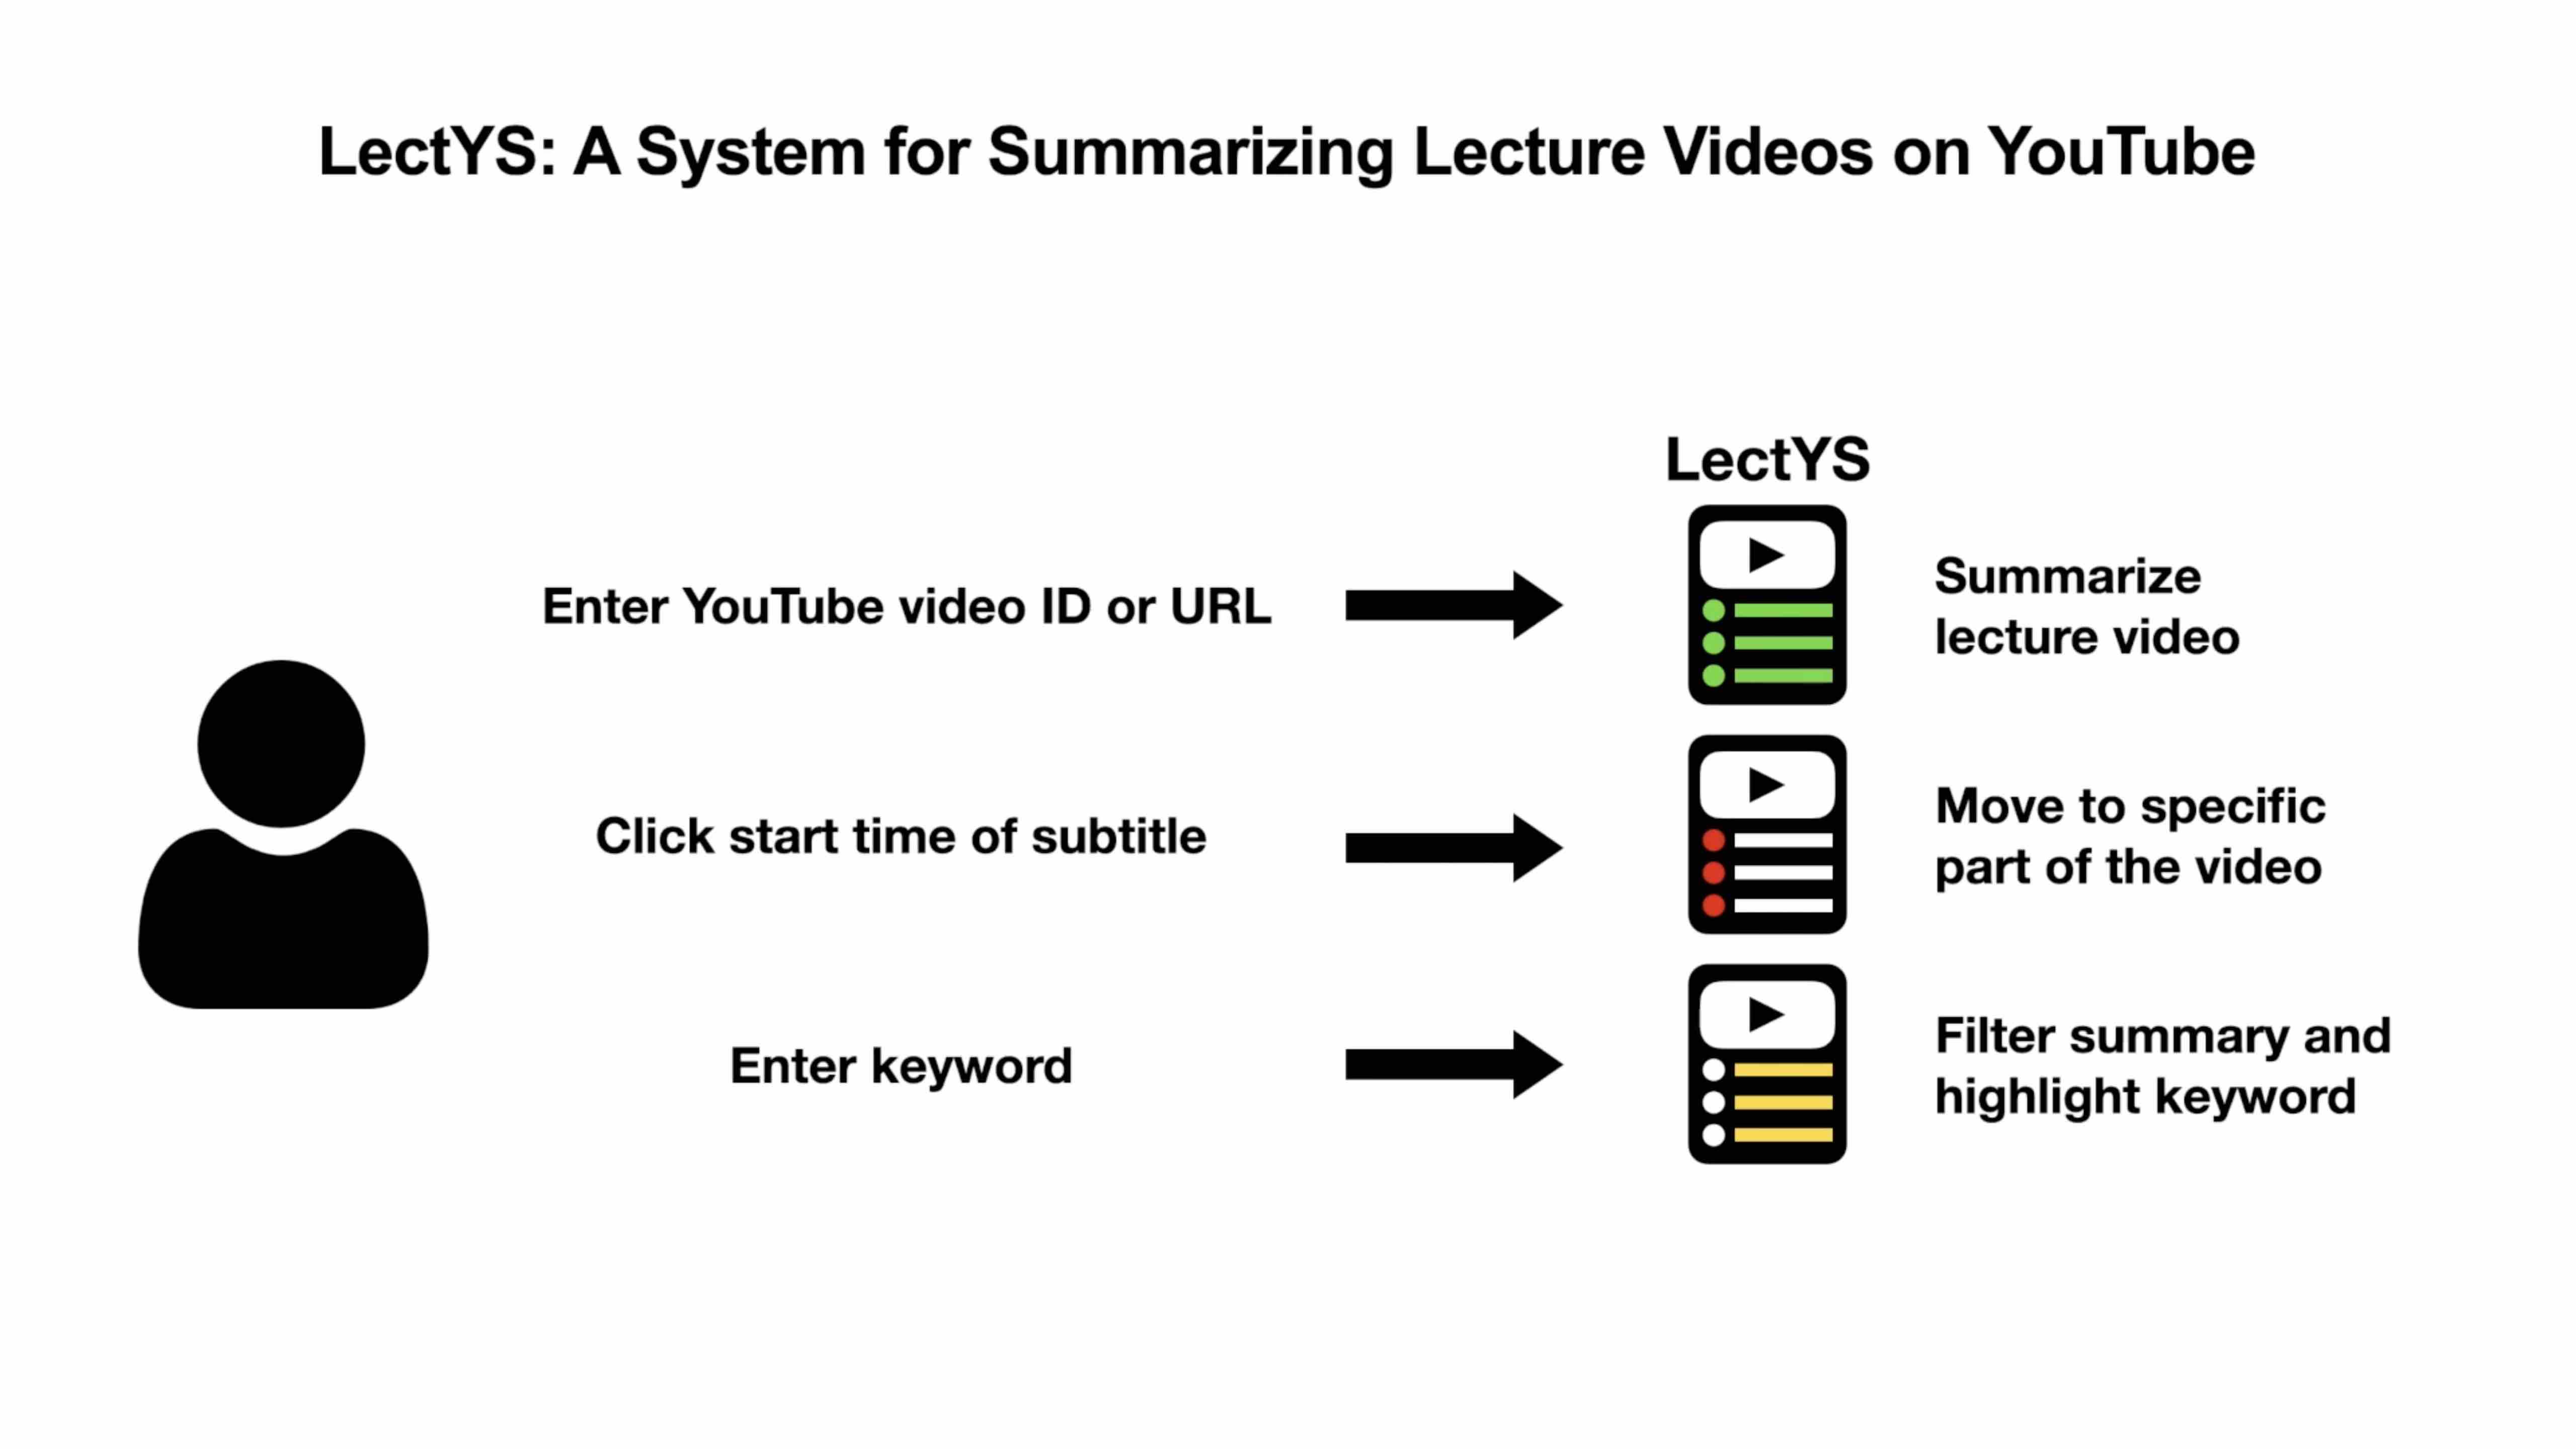 LectYS: A System for Summarizing Lecture Videos on YouTube
LectYS
Enter YouTube video ID or URL
Summarize
lecture video
Click start time of subtitle
Move to specific
part of the video
Enter keyword
Filter summary and
highlight keyword